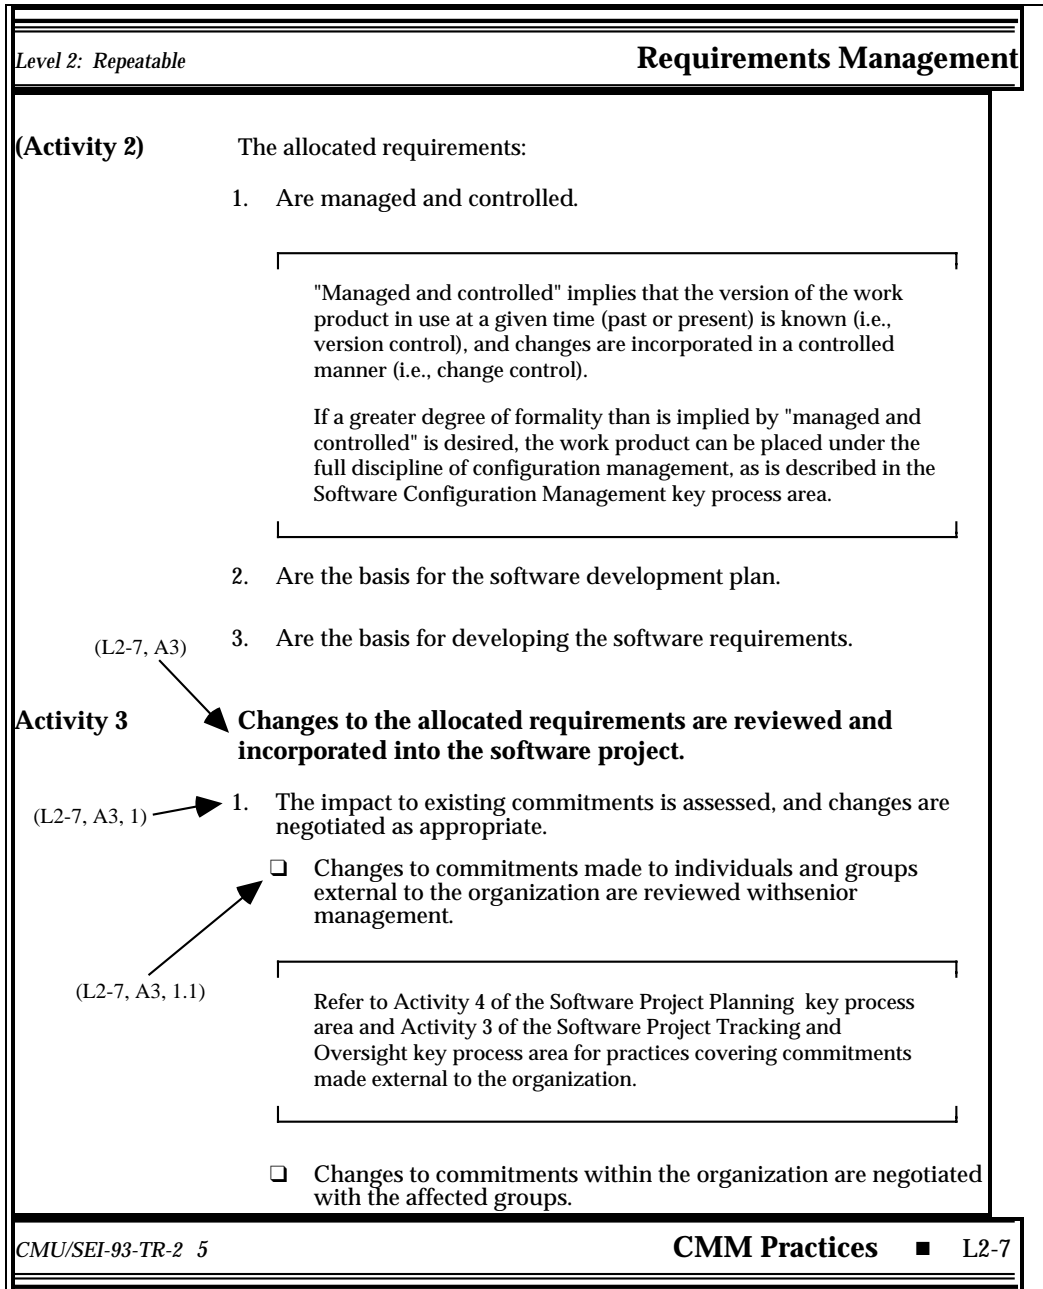 Level 2: Repeatable Requirements Management
(Activity 2) The allocated requirements:
1. Are managed and controlled.
"Managed and controlled" implies that the version of the work
product in use at a given time (past or present) is known (i.e.,
version control), and changes are incorporated in a controlled
manner (i.e., change control).
If a greater degree of formality than is implied by "managed and
controlled" is desired, the work product can be placed under the
full discipline of configuration management, as is described in the
Software Configuration Management key process area.
2. Are the basis for the software development plan.
3. Are the basis for developing the software requirements.
(L2-7, A3)
Activity 3 Changes to the allocated requirements are reviewed and
incorporated into the software project.
1. The impact to existing commitments is assessed, and changes are
negotiated as appropriate.
(L2-7, A3, 1)
❑ Changes to commitments made to individuals and groups
external to the organization are reviewed withsenior
management.
(L2-7, A3, 1.1)
Refer to Activity 4 of the Software Project Planning key process
area and Activity 3 of the Software Project Tracking and
Oversight key process area for practices covering commitments
made external to the organization.
❑ Changes to commitments within the organization are negotiated
with the affected groups.
CMU/SEI-93-TR-2 5 CMM Practices ■ L2-7